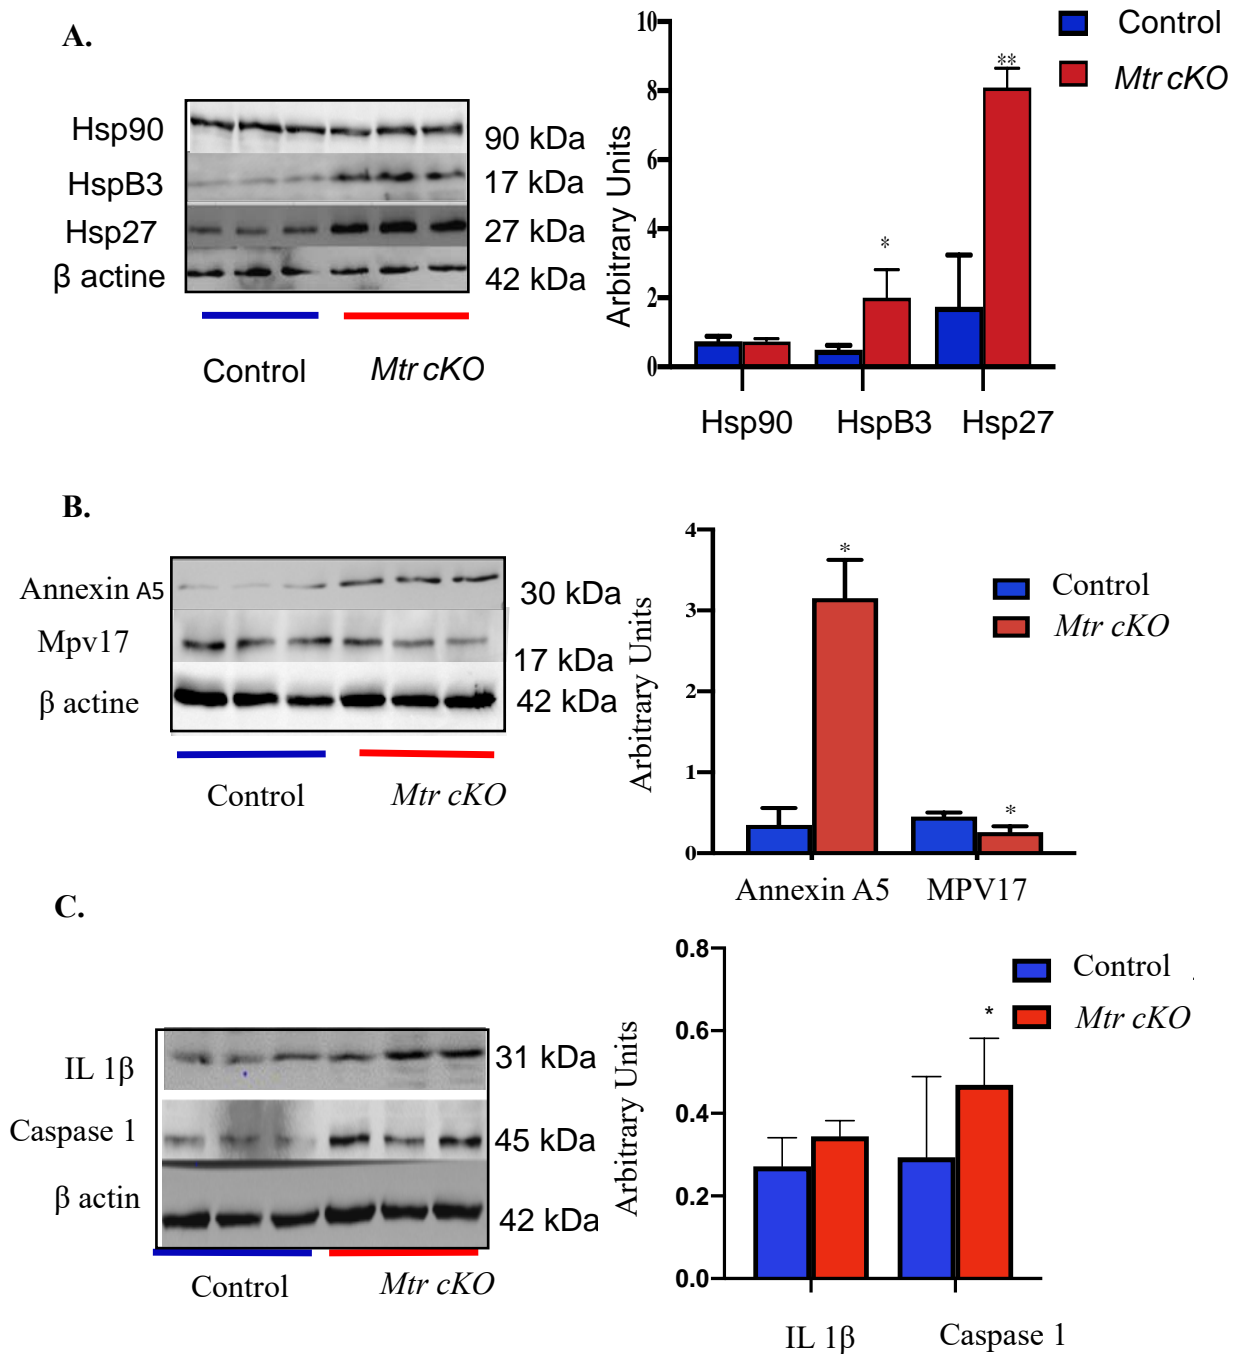 A.
Hsp90
HspB3
Hsp27
β actine
90 kDa
17 kDa
27 kDa
42 kDa
Control
Mtr cKO
Arbitrary Units
10
8
6
4
2
0
**
*
Hsp90 HspB3 Hsp27
Control
Mtr cKO
B.
Annexin A5
Mpv17
β actine
30 kDa
17 kDa
42 kDa
Control
Mtr cKO
Arbitrary Units
4
3
2
1
0
*
*
Annexin A5 MPV17
Control
Mtr cKO
C.
IL 1β
Caspase 1
β actin
31 kDa
45 kDa
42 kDa
Control
Mtr cKO
Arbitrary Units
0.8
0.6
0.4
0.2
0.0
*
IL 1β Caspase 1
Control
Mtr cKO